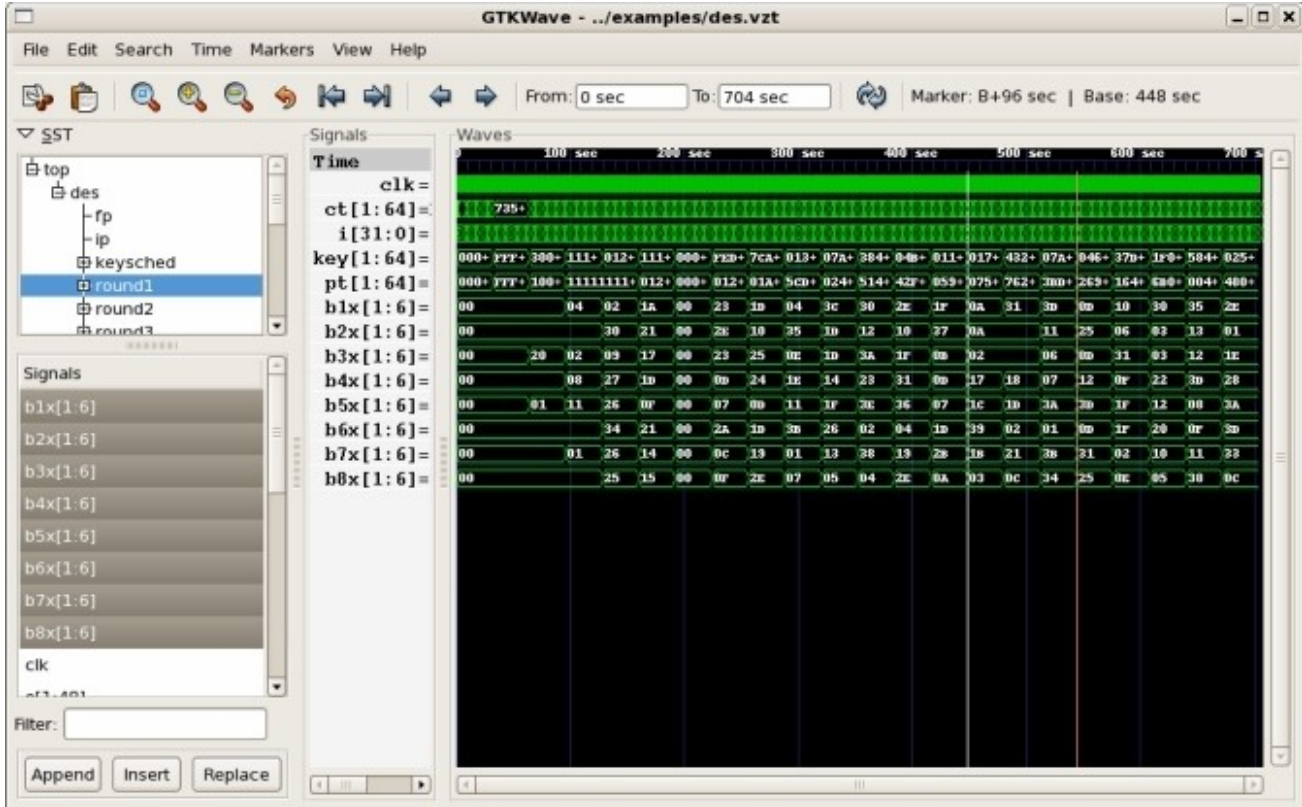 GTKWave - ../examples/des.vzt
File Edit Search Time Markers View Help
From: 0 sec To: 704 sec Marker: B+96 sec | Base: 448 sec
SST
top
des
fp
ip
keysched
round1
round2
round3
Signals
b1x[1:6]
b2x[1:6]
b3x[1:6]
b4x[1:6]
b5x[1:6]
b6x[1:6]
b7x[1:6]
b8x[1:6]
clk
Filter:
Append Insert Replace
Signals
Time
clk=
ct[1:64]=
i[31:0]=
key[1:64]=
pt[1:64]=
b1x[1:6]=
b2x[1:6]=
b3x[1:6]=
b4x[1:6]=
b5x[1:6]=
b6x[1:6]=
b7x[1:6]=
b8x[1:6]=
Waves
100 sec 200 sec 300 sec 400 sec 500 sec 600 sec 700 s
735+
000+ FFF+ 300+ 111+ 012+ 111+ 000+ FED+ 7CA+ 013+ 07A+ 384+ 04B+ 011+ 017+ 432+ 07A+ 046+ 37D+ 1F0+ 584+ 025+
000+ FFF+ 100+ 11111111+ 012+ 000+ 012+ 01A+ 5CD+ 024+ 514+ 42F+ 059+ 075+ 762+ 3BD+ 269+ 164+ 6B0+ 004+ 480+
00 04 02 1A 00 23 1D 04 3C 30 2E 1F 0A 31 3D 0D 10 30 35 2E
00 30 21 00 2E 10 35 1D 12 10 37 0A 11 25 06 03 13 01
00 20 02 09 17 00 23 25 0E 1D 3A 1F 0B 02 06 0D 31 03 12 1E
00 08 27 1D 00 0D 24 1E 14 23 31 0D 17 18 07 12 0F 22 3D 28
00 01 11 26 0F 00 07 0D 11 1F 3E 36 07 1C 1D 3A 3D 1F 12 08 3A
00 34 21 00 2A 1D 3B 26 02 04 1D 39 02 01 0D 1F 20 0F 3D
00 01 26 14 00 0C 19 01 13 38 19 2B 1B 21 3B 31 02 10 11 33
00 25 15 00 0F 2E 07 05 04 2E 0A 03 0C 34 25 0E 05 38 0C